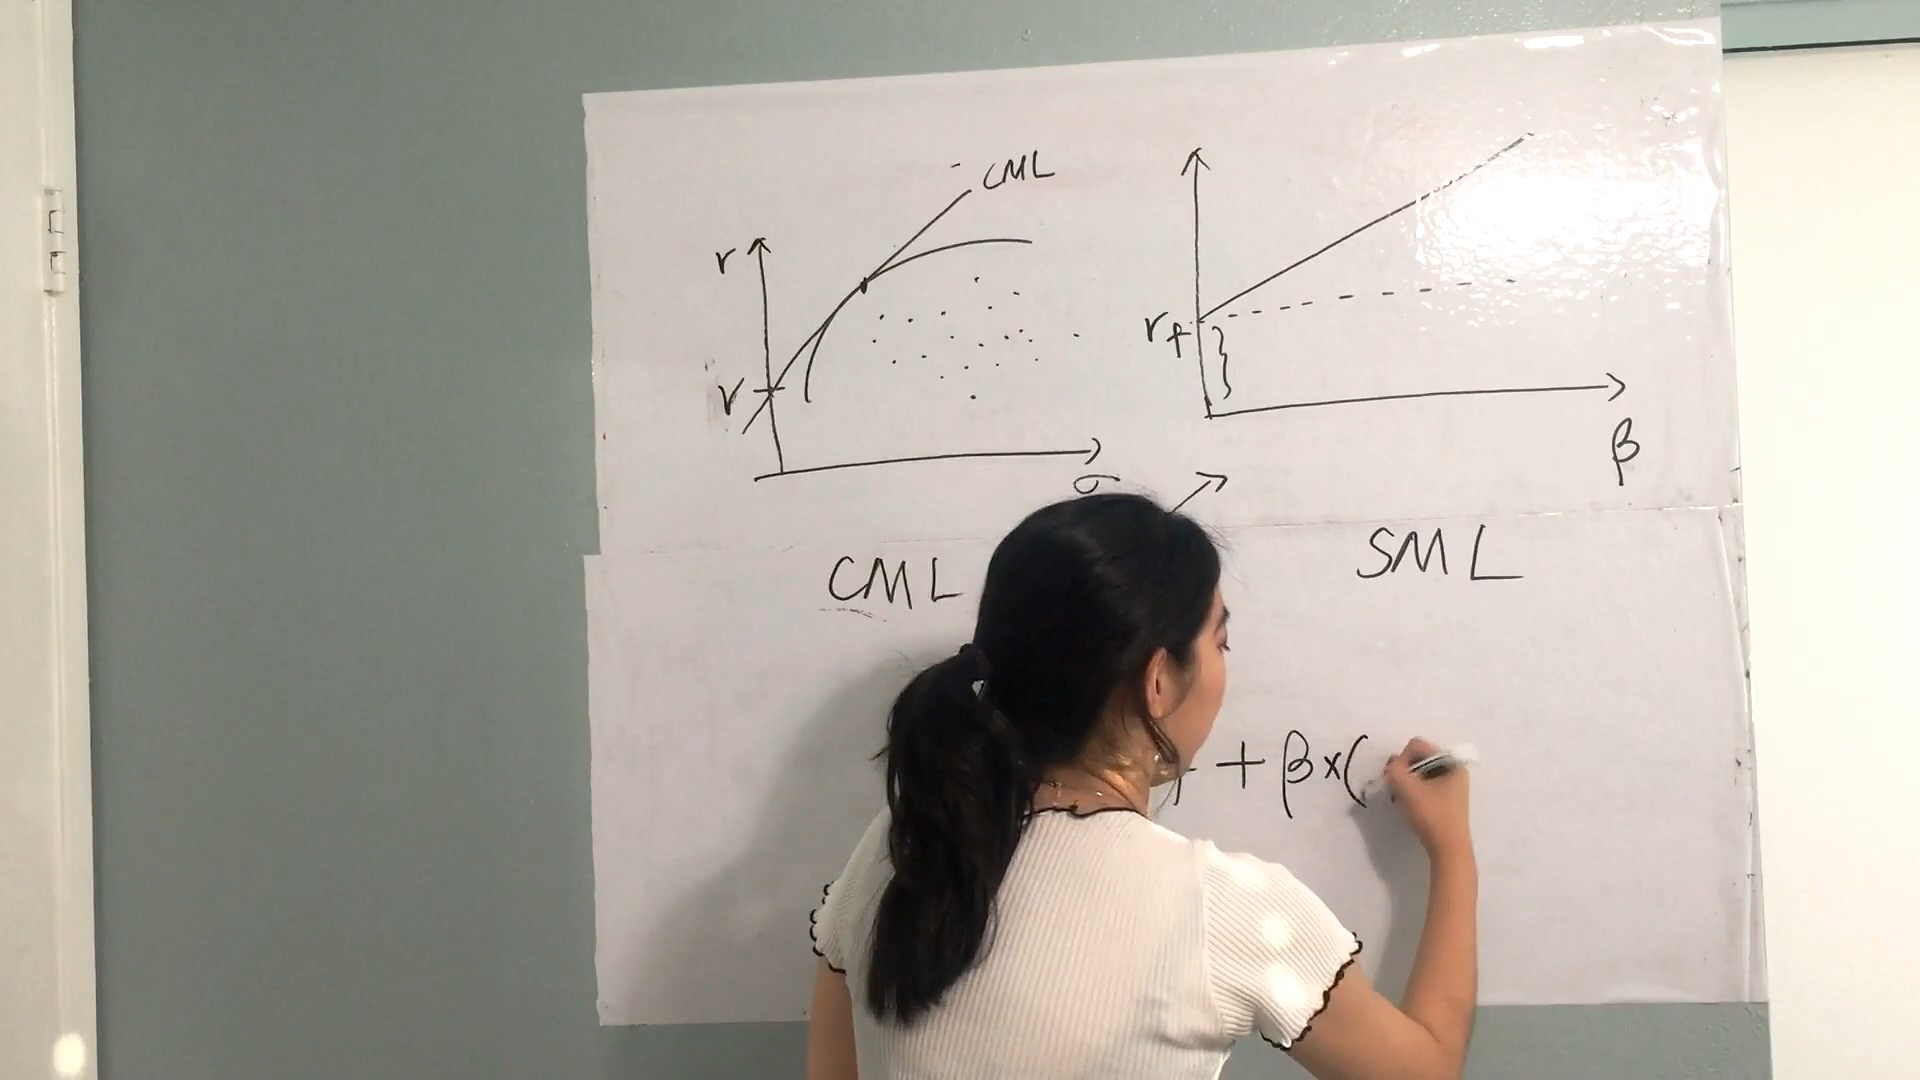 CML
r
r
σ
rf
β
CML
SML
+ β×(